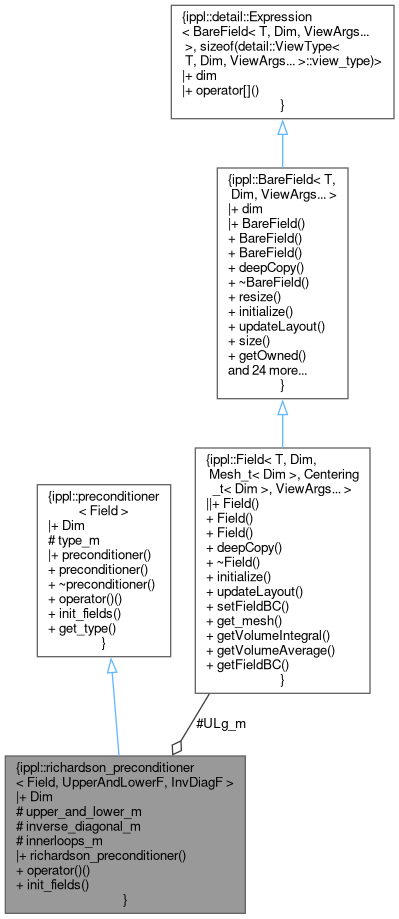 {ippl::detail::Expression
< BareField< T, Dim, ViewArgs...
 >, sizeof(detail::ViewType<
 T, Dim, ViewArgs... >::view_type)>
|+ dim
|+ operator[]()
}
{ippl::BareField< T,
 Dim, ViewArgs... >
|+ dim
|+ BareField()
+ BareField()
+ BareField()
+ deepCopy()
+ ~BareField()
+ resize()
+ initialize()
+ updateLayout()
+ size()
+ getOwned()
and 24 more...
}
{ippl::Field< T, Dim,
 Mesh_t< Dim >, Centering
_t< Dim >, ViewArgs... >
||+ Field()
+ Field()
+ Field()
+ deepCopy()
+ ~Field()
+ initialize()
+ updateLayout()
+ setFieldBC()
+ get_mesh()
+ getVolumeIntegral()
+ getVolumeAverage()
+ getFieldBC()
}
{ippl::preconditioner
< Field >
|+ Dim
# type_m
|+ preconditioner()
+ preconditioner()
+ ~preconditioner()
+ operator()()
+ init_fields()
+ get_type()
}
#ULg_m
{ippl::richardson_preconditioner
< Field, UpperAndLowerF, InvDiagF >
|+ Dim
# upper_and_lower_m
# inverse_diagonal_m
# innerloops_m
|+ richardson_preconditioner()
+ operator()()
+ init_fields()
}